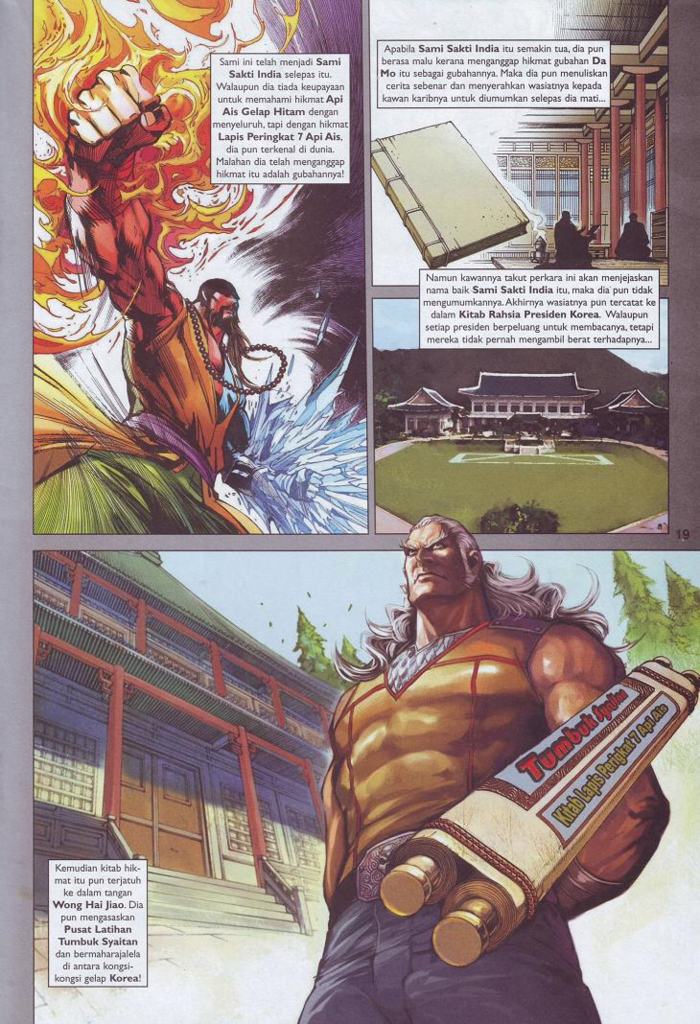 Sami ini telah menjadi Sami
Sakti India selepas itu.
Walaupun dia tiada keupayaan
untuk memahami hikmat Api
Ais Gelap Hitam dengan
menyeluruh, tapi dengan hikmat
Lapis Peringkat 7 Api Ais,
dia pun terkenal di dunia.
Malahan dia telah menganggap
hikmat itu adalah gubahannya!
Apabila Sami Sakti India itu semakin tua, dia pun
berasa malu kerana menganggap hikmat gubahan Da
Mo itu sebagai gubahannya. Maka dia pun menuliskan
cerita sebenar dan menyerahkan wasiatnya kepada
kawan karibnya untuk diumumkan selepas dia mati...
Namun kawannya takut perkara ini akan menjejaskan
nama baik Sami Sakti India itu, maka dia pun tidak
mengumumkannya. Akhirnya wasiatnya pun tercatat ke
dalam Kitab Rahsia Presiden Korea. Walaupun
setiap presiden berpeluang untuk membacanya, tetapi
mereka tidak pernah mengambil berat terhadapnya...
19
Tumbuk Syaitan
Kitab Lapis Peringkat 7 Api Ais
Kemudian kitab hik-
mat itu pun terjatuh
ke dalam tangan
Wong Hai Jiao. Dia
pun mengasaskan
Pusat Latihan
Tumbuk Syaitan
dan bermaharajalela
di antara kongsi-
kongsi gelap Korea!